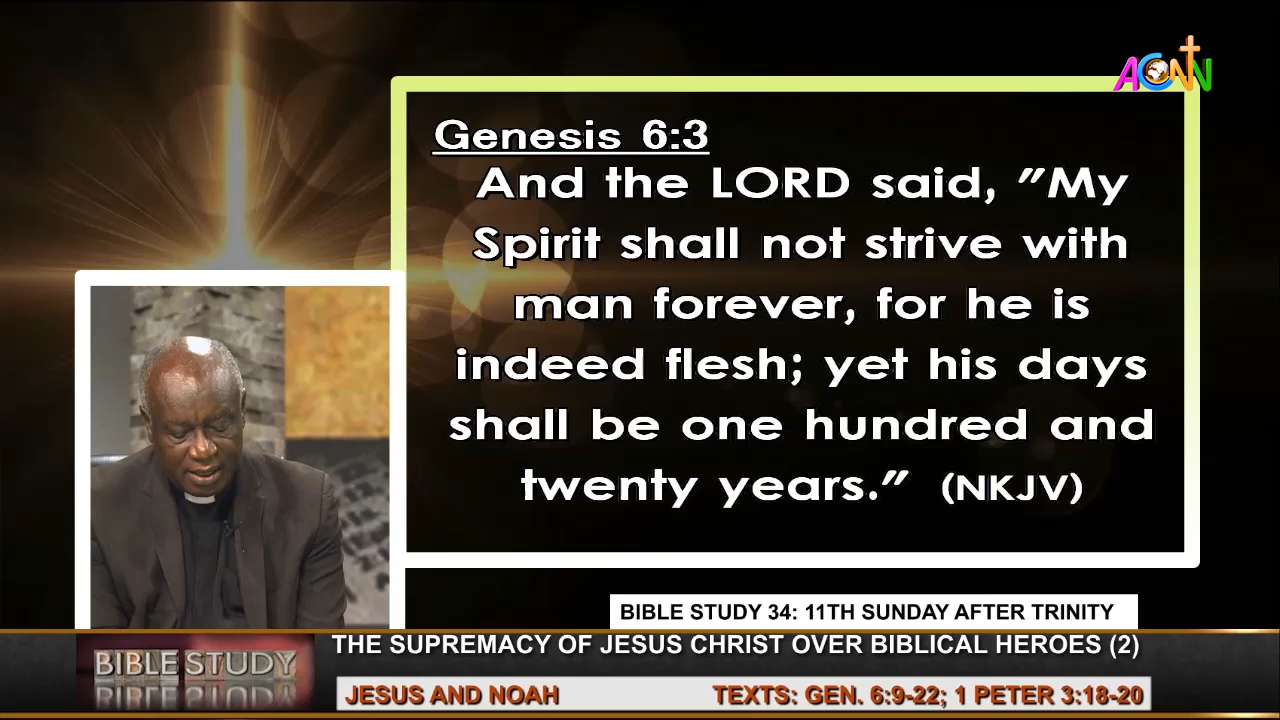 ACNN
Genesis 6:3
And the LORD said, "My
Spirit shall not strive with
man forever, for he is
indeed flesh; yet his days
shall be one hundred and
twenty years." (NKJV)
BIBLE STUDY 34: 11TH SUNDAY AFTER TRINITY
THE SUPREMACY OF JESUS CHRIST OVER BIBLICAL HEROES (2)
BIBLE STUDY
JESUS AND NOAH
TEXTS: GEN. 6:9-22; 1 PETER 3:18-20